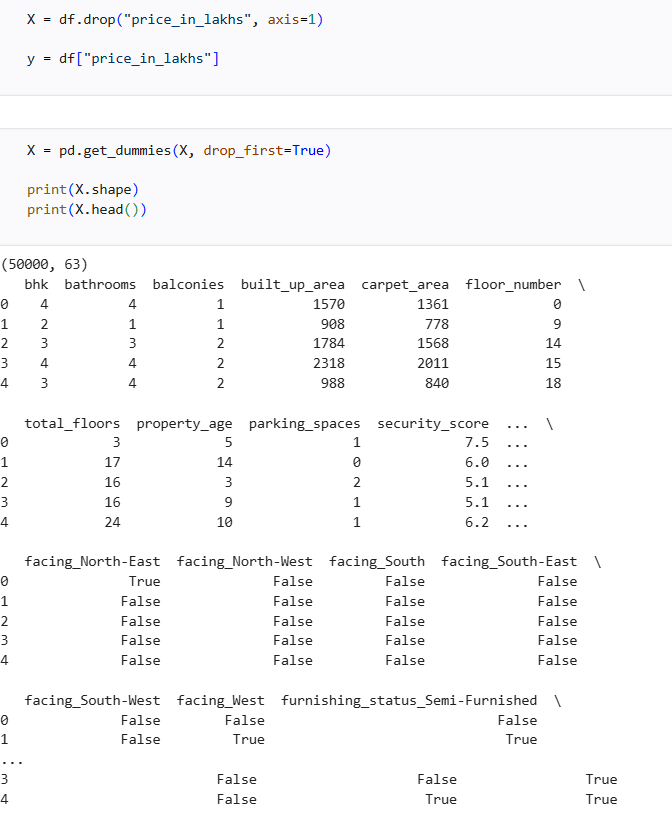 X = df.drop("price_in_lakhs", axis=1)
y = df["price_in_lakhs"]
X = pd.get_dummies(X, drop_first=True)
print(X.shape)
print(X.head())
(50000, 63)
   bhk  bathrooms  balconies  built_up_area  carpet_area  floor_number  \
0    4          4          1           1570         1361             0
1    2          1          1            908          778             9
2    3          3          2           1784         1568            14
3    4          4          2           2318         2011            15
4    3          4          2            988          840            18
   total_floors  property_age  parking_spaces  security_score  ...  \
0             3             5               1             7.5  ...
1            17            14               0             6.0  ...
2            16             3               2             5.1  ...
3            16             9               1             5.1  ...
4            24            10               1             6.2  ...
   facing_North-East  facing_North-West  facing_South  facing_South-East  \
0               True              False         False              False
1              False              False         False              False
2              False              False         False              False
3              False              False         False              False
4              False              False         False              False
   facing_South-West  facing_West  furnishing_status_Semi-Furnished  \
0              False        False                             False
1              False         True                              True
...
3                          False                    False                True
4                          False                     True                True